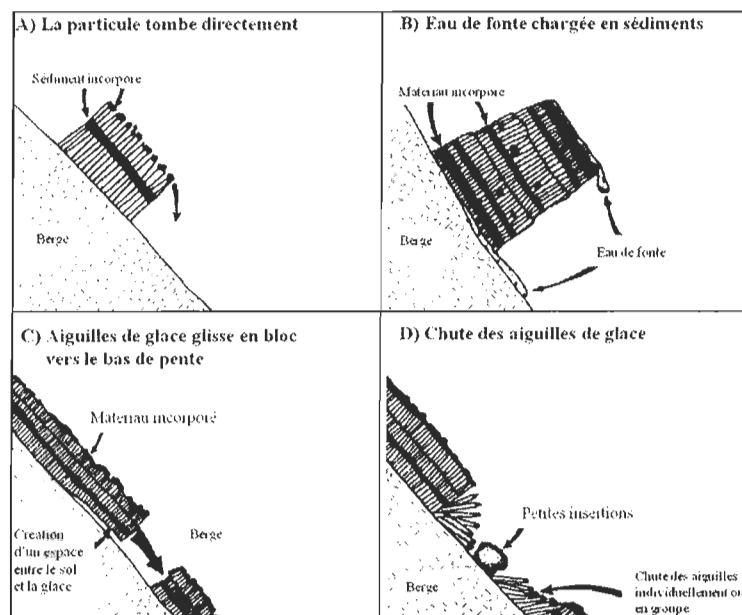 A) La particule tombe directement
Sédiment incorporé
Berge
B) Eau de fonte chargée en sédiments
Matériau incorporé
Berge
Eau de fonte
C) Aiguilles de glace glisse en bloc
vers le bas de pente
Matériau incorporé
Création
d'un espace
entre le sol
et la glace
Berge
D) Chute des aiguilles de glace
Petites insertions
Berge
Chute des aiguilles
individuellement ou
en groupe